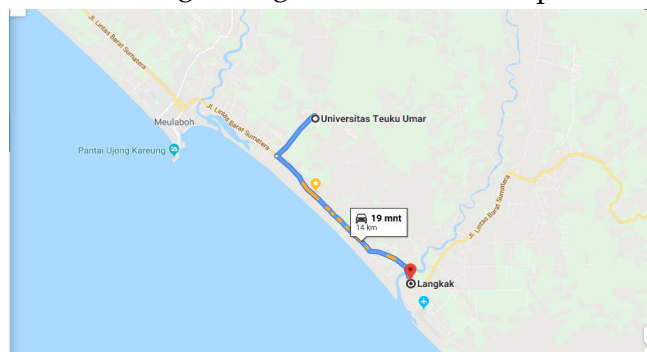 Jl. Lintas Barat Sumatera
Jl. Lintas Barat Sumatera
Universitas Teuku Umar
Meulaboh
Pantai Ujong Kareung
Jl. Lintas Barat Sumatera
19 mnt
14 km
Langkak